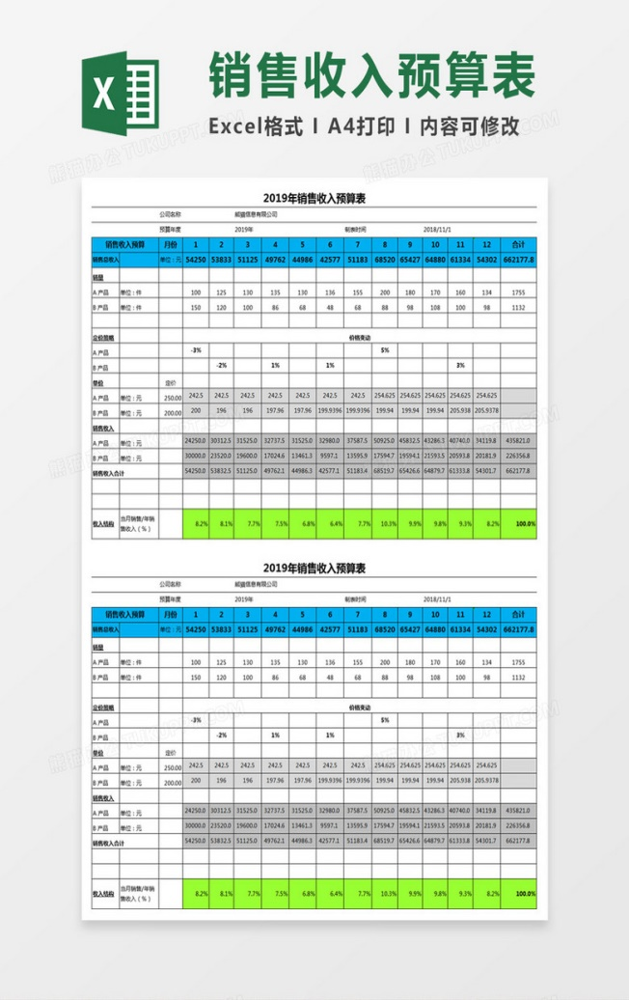 X
销售收入预算表
Excel格式 I A4打印 I 内容可修改
2019年销售收入预算表
公司名称 熊猫信息有限公司
预算年度 2019年 制表时间 2018/11/1
销售收入预算 月份 1 2 3 4 5 6 7 8 9 10 11 12 合计
销售总收入 单位：元 54250 53833 51125 49762 44986 42577 51183 68520 65427 64880 61334 54302 662177.8
销量
A 产品 单位：件 100 125 130 135 130 136 155 200 180 170 160 134 1755
B 产品 单位：件 150 120 100 86 68 48 68 88 98 108 100 98 1132
定价策略 价格变动
A 产品 -3% 5%
B 产品 -2% 1% 1% 3%
单价 定价
A 产品 单位：元 250.00 242.5 242.5 242.5 242.5 242.5 242.5 242.5 254.625 254.625 254.625 254.625 254.625
B 产品 单位：元 200.00 200 196 196 197.96 197.96 199.9396 199.9396 199.94 199.94 199.94 205.938 205.9378
销售收入
A 产品 单位：元 24250.0 30312.5 31525.0 32737.5 31525.0 32980.0 37587.5 50925.0 45832.5 43286.3 40740.0 34119.8 435821.0
B 产品 单位：元 30000.0 23520.0 19600.0 17024.6 13461.3 9597.1 13595.9 17594.7 19594.1 21593.5 20593.8 20181.9 226356.8
销售收入合计 54250.0 53832.5 51125.0 49762.1 44986.3 42577.1 51183.4 68519.7 65426.6 64879.7 61333.8 54301.7 662177.8
收入结构 当月销售/年销售收入（%） 8.2% 8.1% 7.7% 7.5% 6.8% 6.4% 7.7% 10.3% 9.9% 9.8% 9.3% 8.2% 100.0%
2019年销售收入预算表
公司名称 熊猫信息有限公司
预算年度 2019年 制表时间 2018/11/1
销售收入预算 月份 1 2 3 4 5 6 7 8 9 10 11 12 合计
销售总收入 单位：元 54250 53833 51125 49762 44986 42577 51183 68520 65427 64880 61334 54302 662177.8
销量
A 产品 单位：件 100 125 130 135 130 136 155 200 180 170 160 134 1755
B 产品 单位：件 150 120 100 86 68 48 68 88 98 108 100 98 1132
定价策略 价格变动
A 产品 -3% 5%
B 产品 -2% 1% 1% 3%
单价 定价
A 产品 单位：元 250.00 242.5 242.5 242.5 242.5 242.5 242.5 242.5 254.625 254.625 254.625 254.625 254.625
B 产品 单位：元 200.00 200 196 196 197.96 197.96 199.9396 199.9396 199.94 199.94 199.94 205.938 205.9378
销售收入
A 产品 单位：元 24250.0 30312.5 31525.0 32737.5 31525.0 32980.0 37587.5 50925.0 45832.5 43286.3 40740.0 34119.8 435821.0
B 产品 单位：元 30000.0 23520.0 19600.0 17024.6 13461.3 9597.1 13595.9 17594.7 19594.1 21593.5 20593.8 20181.9 226356.8
销售收入合计 54250.0 53832.5 51125.0 49762.1 44986.3 42577.1 51183.4 68519.7 65426.6 64879.7 61333.8 54301.7 662177.8
收入结构 当月销售/年销售收入（%） 8.2% 8.1% 7.7% 7.5% 6.8% 6.4% 7.7% 10.3% 9.9% 9.8% 9.3% 8.2% 100.0%